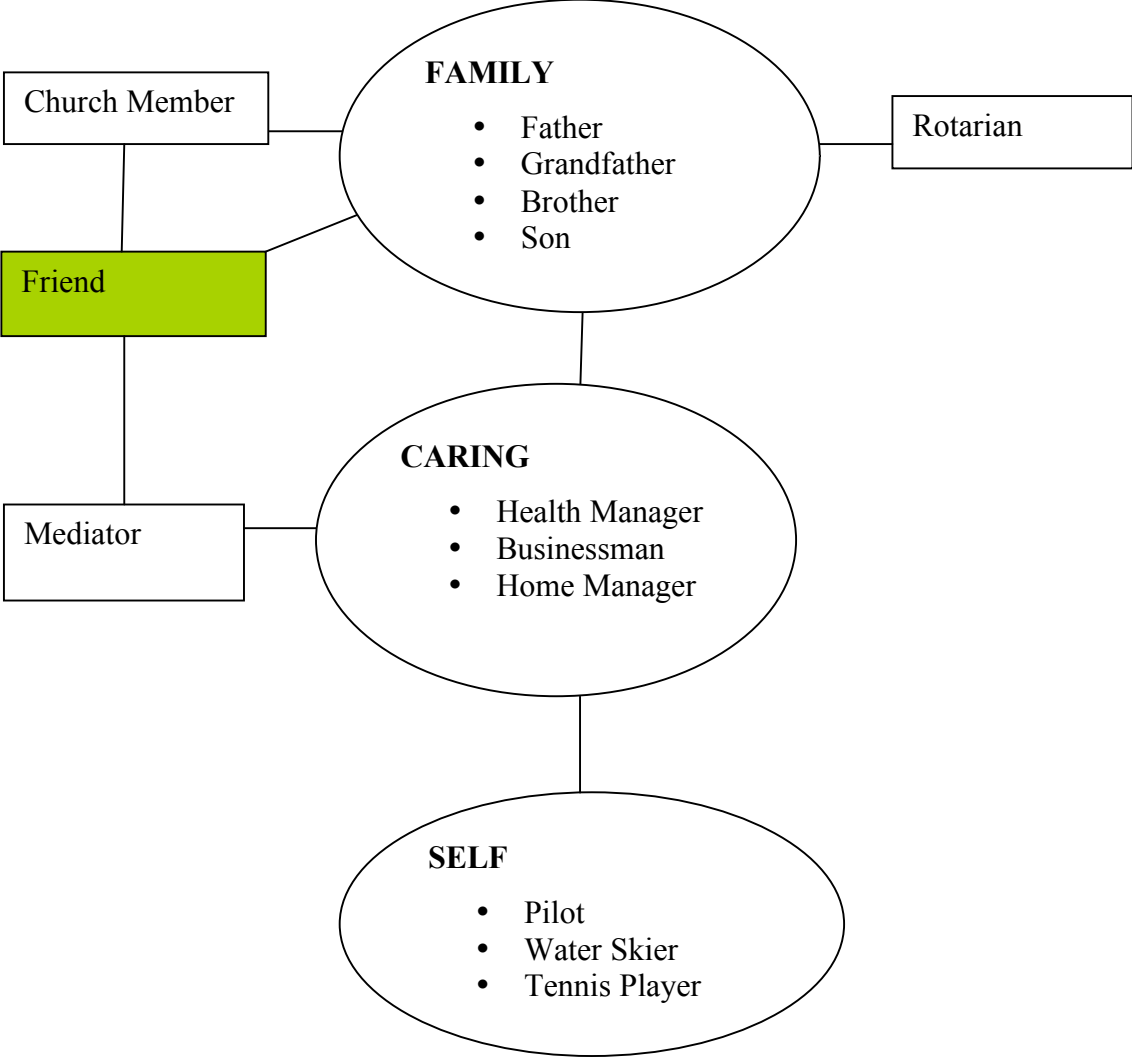 FAMILY
Church Member
• Father
Rotarian
• Grandfather
• Brother
• Son
Friend
CARING
• Health Manager
Mediator
• Businessman
• Home Manager
SELF
• Pilot
• Water Skier
• Tennis Player